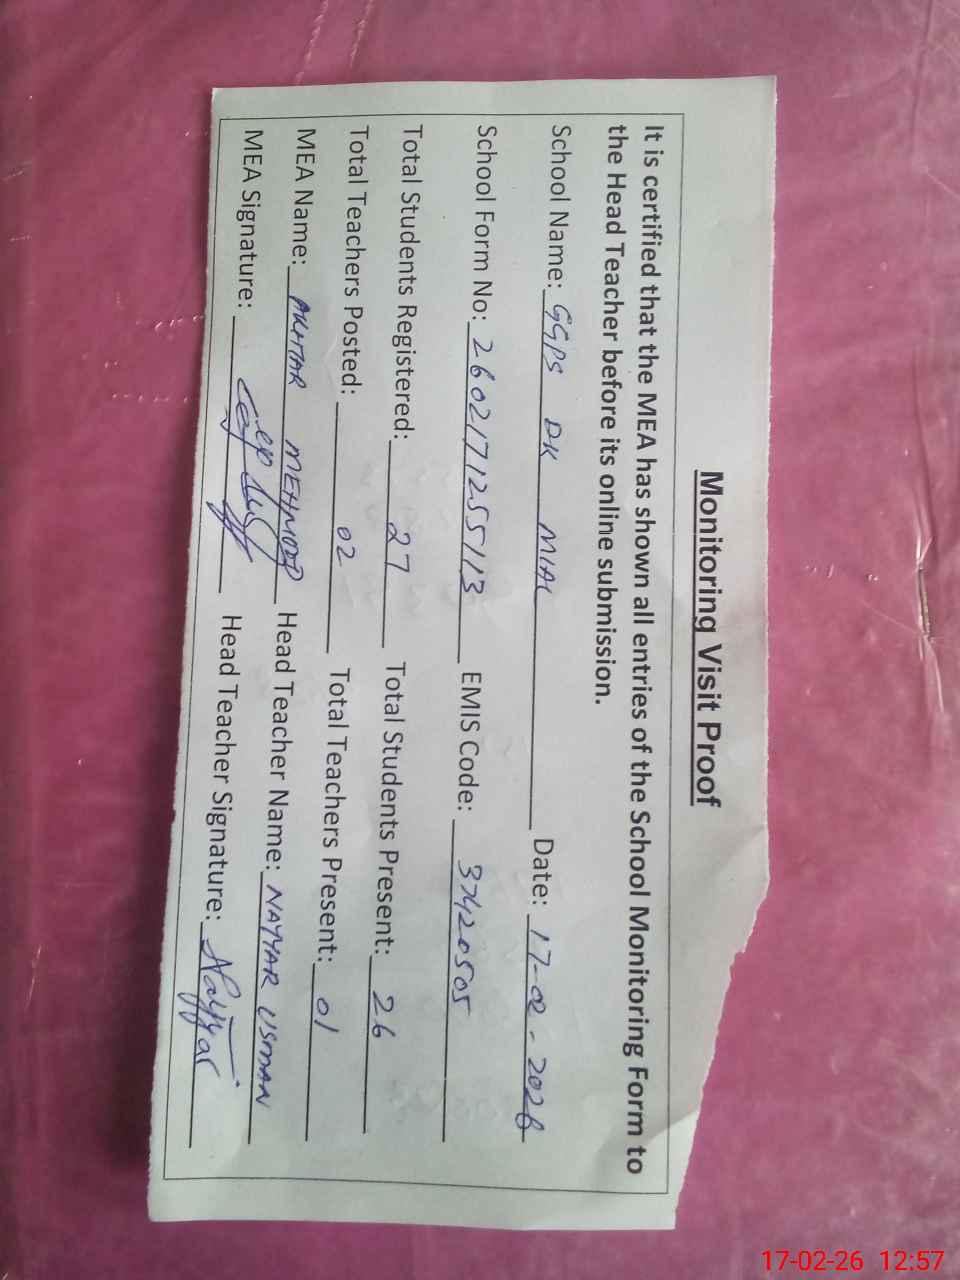 Monitoring Visit Proof
It is certified that the MEA has shown all entries of the School Monitoring Form to
the Head Teacher before its online submission.
School Name: GGPS DK MIAL Date: 17-02-2026
School Form No: 2602171255113 EMIS Code: 37420505
Total Students Registered: 27 Total Students Present: 26
Total Teachers Posted: 02 Total Teachers Present: 01
MEA Name: AKHTAR MEHMOOD Head Teacher Name: NAYYAR USMAN
MEA Signature: Head Teacher Signature: Nayyar
17-02-26 12:57